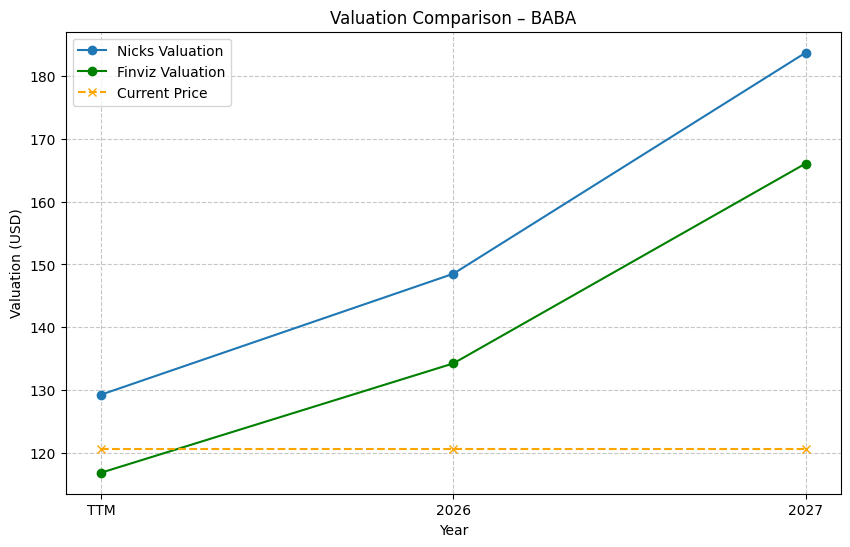 Valuation Comparison – BABA
Nicks Valuation
Finviz Valuation
Current Price
Valuation (USD)
180
170
160
150
140
130
120
TTM
2026
2027
Year